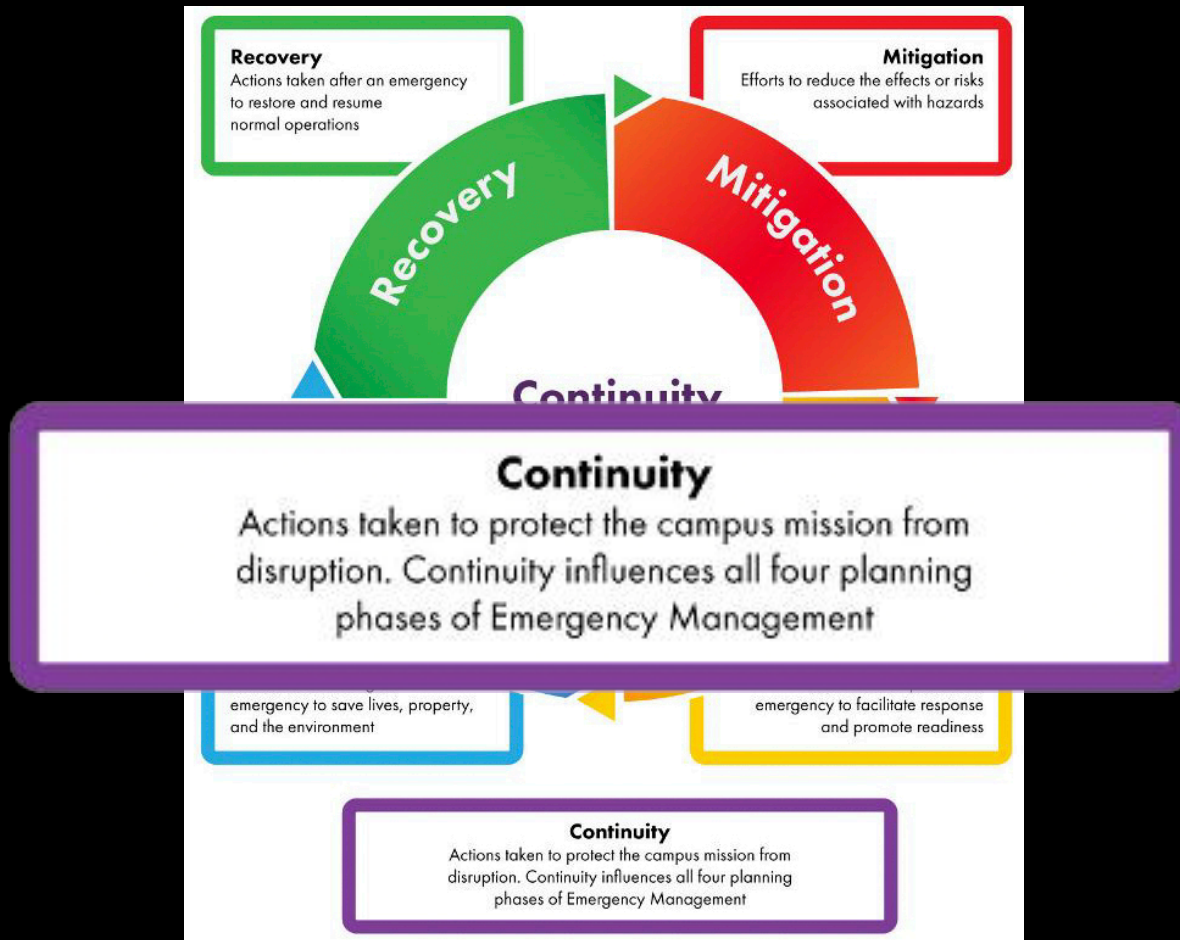 Recovery
Actions taken after an emergency
to restore and resume
normal operations
Mitigation
Efforts to reduce the effects or risks
associated with hazards
Recovery
Mitigation
Continuity
Continuity
Actions taken to protect the campus mission from
disruption. Continuity influences all four planning
phases of Emergency Management
emergency to save lives, property,
and the environment
emergency to facilitate response
and promote readiness
Continuity
Actions taken to protect the campus mission from
disruption. Continuity influences all four planning
phases of Emergency Management